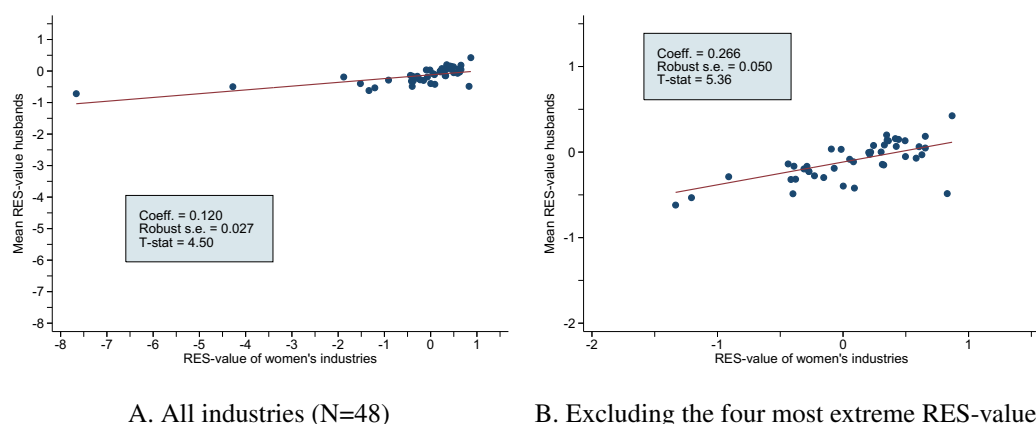 1
0
-1
-2
-3
-4
-5
-6
-7
-8
Mean RES-value husbands
Coeff. = 0.120
Robust s.e. = 0.027
T-stat = 4.50
-8 -7 -6 -5 -4 -3 -2 -1 0 1
RES-value of women's industries
A. All industries (N=48)
1
0
-1
-2
Mean RES-value husbands
Coeff. = 0.266
Robust s.e. = 0.050
T-stat = 5.36
-2 -1 0 1
RES-value of women's industries
B. Excluding the four most extreme RES-value